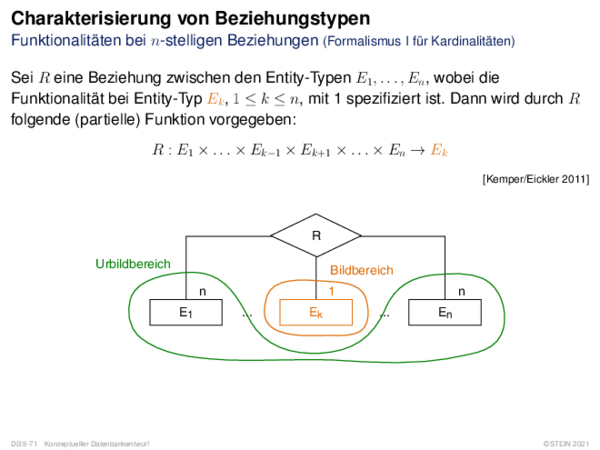 Charakterisierung von Beziehungstypen
Funktionalitäten bei n-stelligen Beziehungen (Formalismus I für Kardinalitäten)
Sei R eine Beziehung zwischen den Entity-Typen E₁, . . . , Eₙ, wobei die
Funktionalität bei Entity-Typ Eₖ, 1 ≤ k ≤ n, mit 1 spezifiziert ist. Dann wird durch R
folgende (partielle) Funktion vorgegeben:
R : E₁ × . . . × Eₖ₋₁ × Eₖ₊₁ × . . . × Eₙ → Eₖ
[Kemper/Eickler 2011]
R
Urbildbereich
Bildbereich
n 1 n
E₁ ... Eₖ ... Eₙ
DB:II-71 Konzeptueller Datenbankentwurf ©STEIN 2021